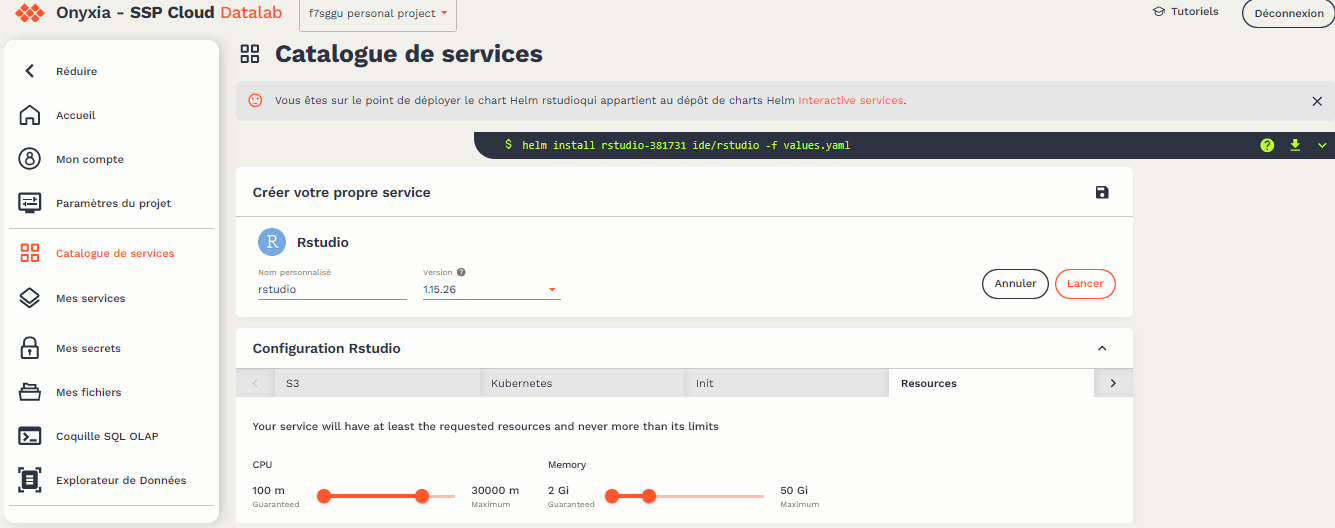 Onyxia - SSP Cloud Datalab
f7sggu personal project
Tutoriels
Déconnexion
Réduire
Accueil
Mon compte
Paramètres du projet
Catalogue de services
Mes services
Mes secrets
Mes fichiers
Coquille SQL OLAP
Explorateur de Données
Catalogue de services
Vous êtes sur le point de déployer le chart Helm rstudioqui appartient au dépôt de charts Helm Interactive services.
$ helm install rstudio-381731 ide/rstudio -f values.yaml
Créer votre propre service
R Rstudio
Nom personnalisé
rstudio
Version
1.15.26
Annuler
Lancer
Configuration Rstudio
S3
Kubernetes
Init
Resources
Your service will have at least the requested resources and never more than its limits
CPU
100 m
Guaranteed
30000 m
Maximum
Memory
2 Gi
Guaranteed
50 Gi
Maximum